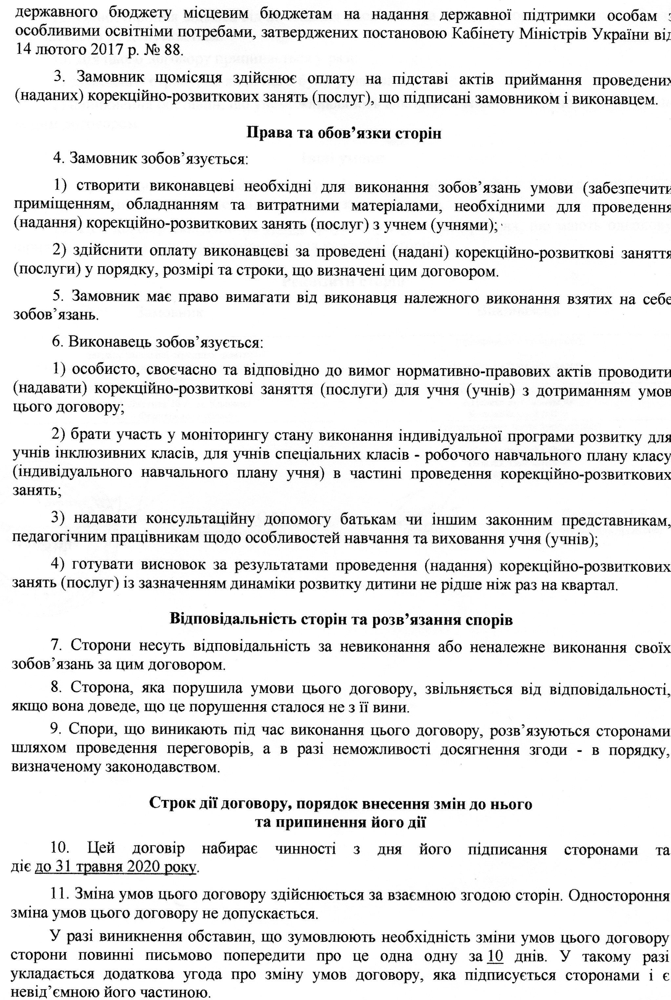 державного бюджету місцевим бюджетам на надання державної підтримки особам з
особливими освітніми потребами, затверджених постановою Кабінету Міністрів України від
14 лютого 2017 р. № 88.
3. Замовник щомісяця здійснює оплату на підставі актів приймання проведених
(наданих) корекційно-розвиткових занять (послуг), що підписані замовником і виконавцем.
Права та обов’язки сторін
4. Замовник зобов’язується:
1) створити виконавцеві необхідні для виконання зобов’язань умови (забезпечити
приміщенням, обладнанням та витратними матеріалами, необхідними для проведення
(надання) корекційно-розвиткових занять (послуг) з учнем (учнями);
2) здійснити оплату виконавцеві за проведені (надані) корекційно-розвиткові заняття
(послуги) у порядку, розмірі та строки, що визначені цим договором.
5. Замовник має право вимагати від виконавця належного виконання взятих на себе
зобов’язань.
6. Виконавець зобов’язується:
1) особисто, своєчасно та відповідно до вимог нормативно-правових актів проводити
(надавати) корекційно-розвиткові заняття (послуги) для учня (учнів) з дотриманням умов
цього договору;
2) брати участь у моніторингу стану виконання індивідуальної програми розвитку для
учнів інклюзивних класів, для учнів спеціальних класів - робочого навчального плану класу
(індивідуального навчального плану учня) в частині проведення корекційно-розвиткових
занять;
3) надавати консультаційну допомогу батькам чи іншим законним представникам,
педагогічним працівникам щодо особливостей навчання та виховання учня (учнів);
4) готувати висновок за результатами проведення (надання) корекційно-розвиткових
занять (послуг) із зазначенням динаміки розвитку дитини не рідше ніж раз на квартал.
Відповідальність сторін та розв’язання спорів
7. Сторони несуть відповідальність за невиконання або неналежне виконання своїх
зобов’язань за цим договором.
8. Сторона, яка порушила умови цього договору, звільняється від відповідальності,
якщо вона доведе, що це порушення сталося не з її вини.
9. Спори, що виникають під час виконання цього договору, розв’язуються сторонами
шляхом проведення переговорів, а в разі неможливості досягнення згоди - в порядку,
визначеному законодавством.
Строк дії договору, порядок внесення змін до нього
та припинення його дії
10. Цей договір набирає чинності з дня його підписання сторонами та
діє до 31 травня 2020 року.
11. Зміна умов цього договору здійснюється за взаємною згодою сторін. Одностороння
зміна умов цього договору не допускається.
У разі виникнення обставин, що зумовлюють необхідність зміни умов цього договору
сторони повинні письмово попередити про це одна одну за 10 днів. У такому разі
укладається додаткова угода про зміну умов договору, яка підписується сторонами і є
невід’ємною його частиною.